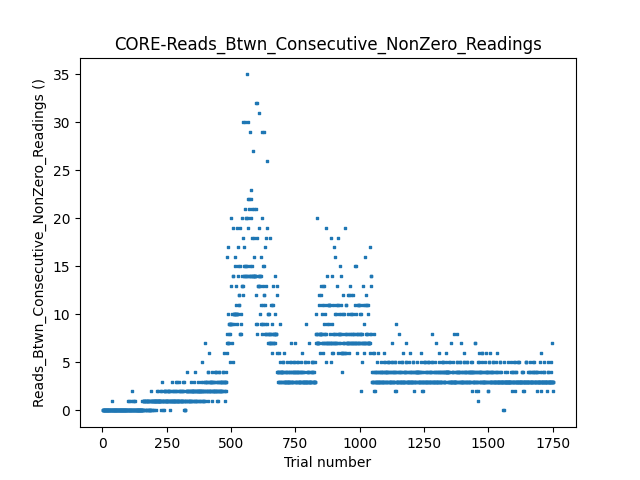 CORE-Reads_Btwn_Consecutive_NonZero_Readings
Reads_Btwn_Consecutive_NonZero_Readings ()
35
30
25
20
15
10
5
0
0 250 500 750 1000 1250 1500 1750
Trial number